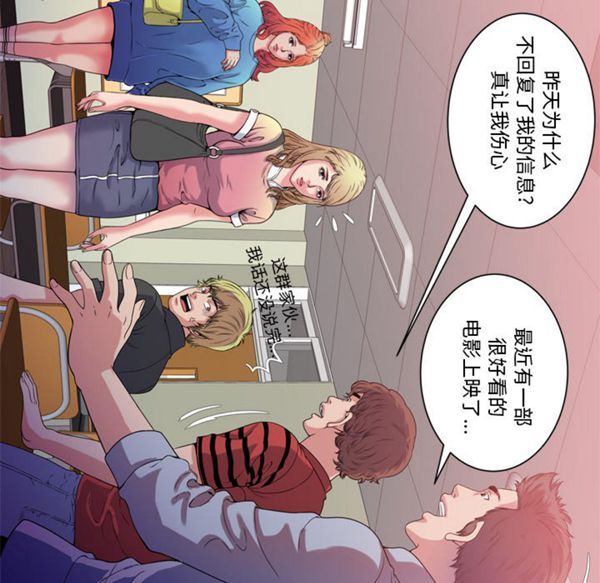 昨天为什么
不回复了我的信息?
真让我伤心
最近有一部
很好看的
电影上映了...
这群家伙...
我话还没说完